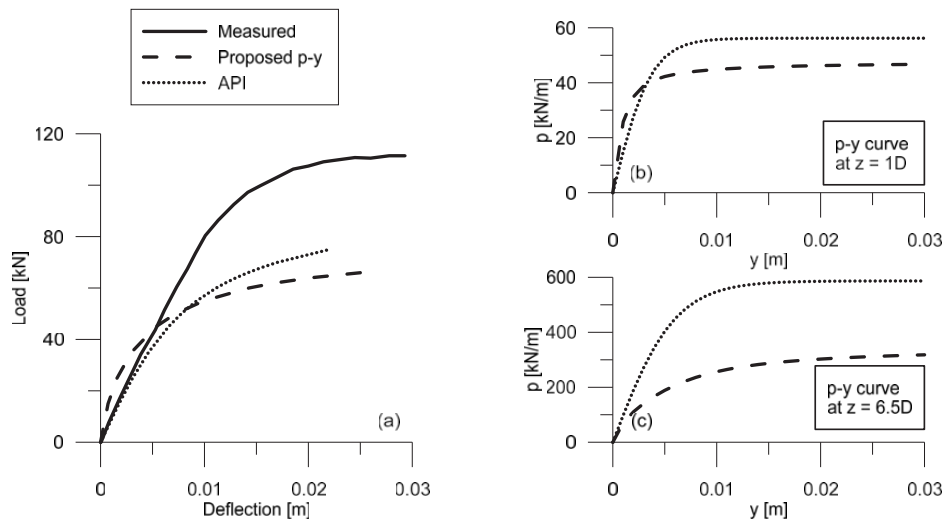 Measured
Proposed p-y
API
120
80
40
0
Load [kN]
0
0.01
0.02
0.03
Deflection [m]
(a)
60
40
20
0
p [kN/m]
(b)
p-y curve
at z = 1D
0
0.01
0.02
0.03
y [m]
600
400
200
0
p [kN/m]
(c)
p-y curve
at z = 6.5D
0
0.01
0.02
0.03
y [m]